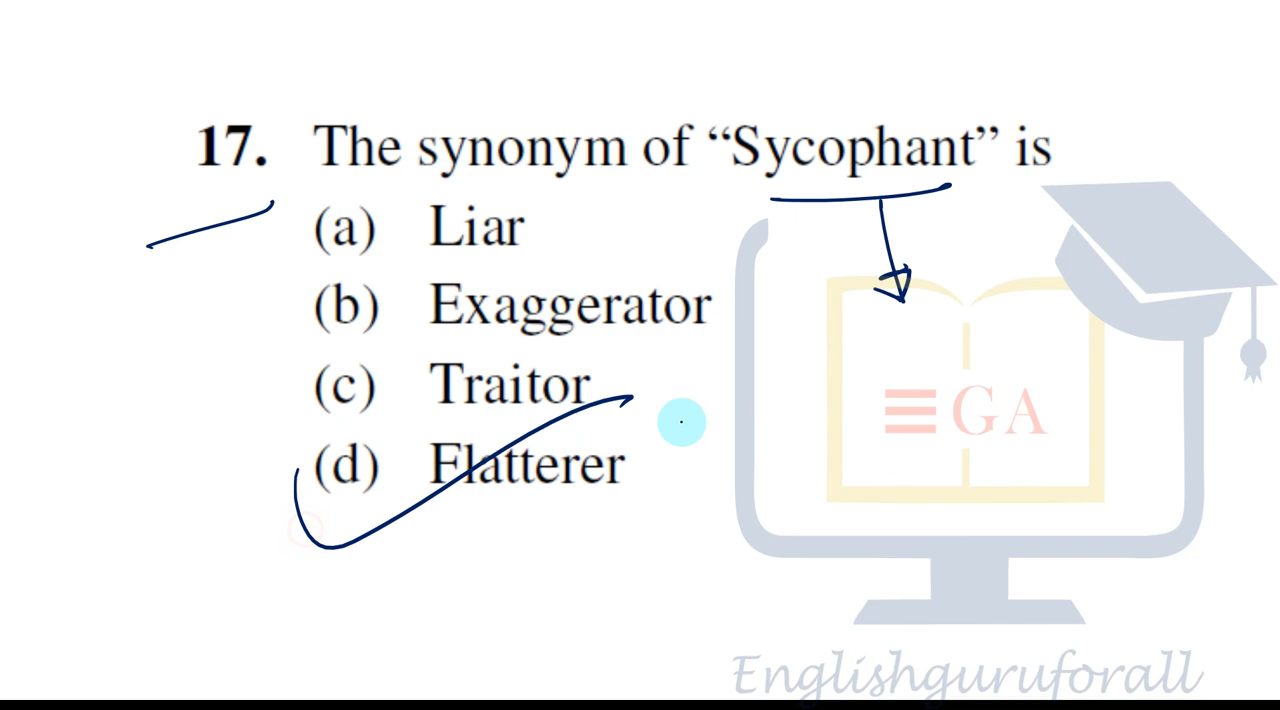 17. The synonym of “Sycophant” is
(a) Liar
(b) Exaggerator
(c) Traitor
(d) Flatterer
GA
Englishguruforall